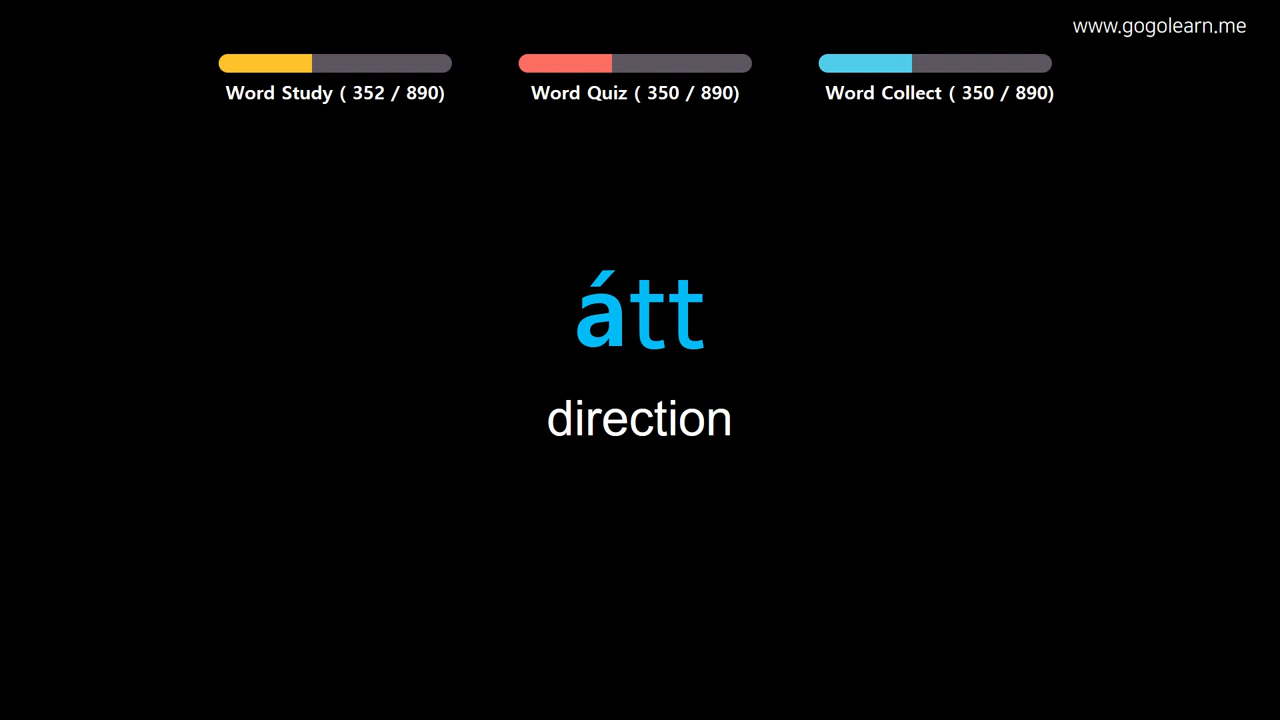 www.gogolearn.me
Word Study ( 352 / 890)
Word Quiz ( 350 / 890)
Word Collect ( 350 / 890)
átt
direction